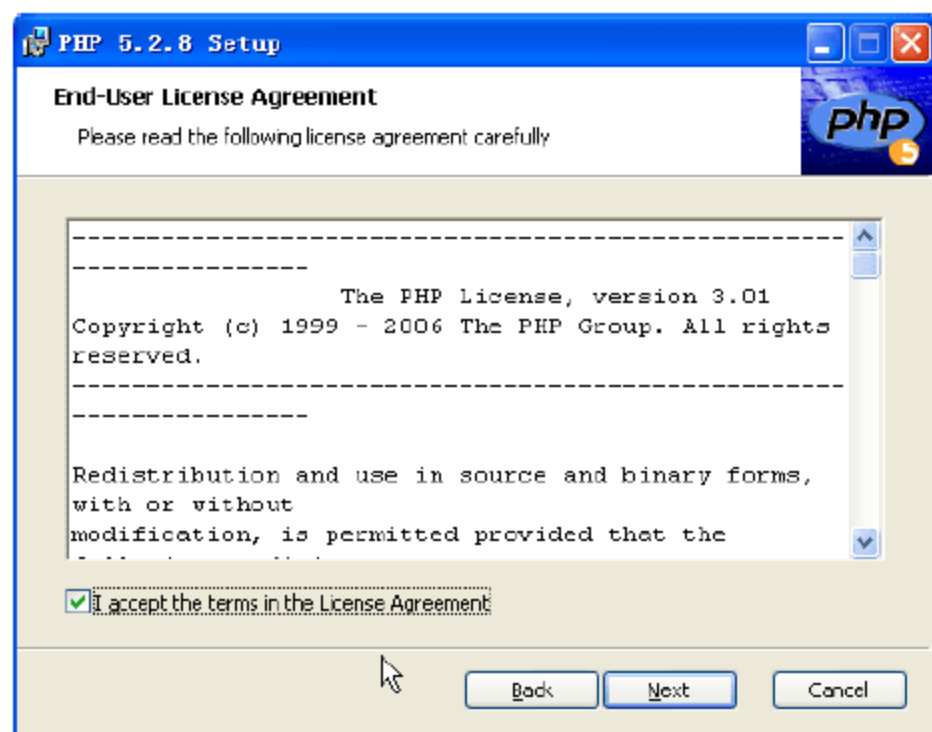 PHP 5.2.8 Setup
End-User License Agreement
Please read the following license agreement carefully
php
5
------------------------------------------------------
----------------
The PHP License, version 3.01
Copyright (c) 1999 - 2006 The PHP Group. All rights
reserved.
------------------------------------------------------
----------------
Redistribution and use in source and binary forms,
with or without
modification, is permitted provided that the
I accept the terms in the License Agreement
Back
Next
Cancel